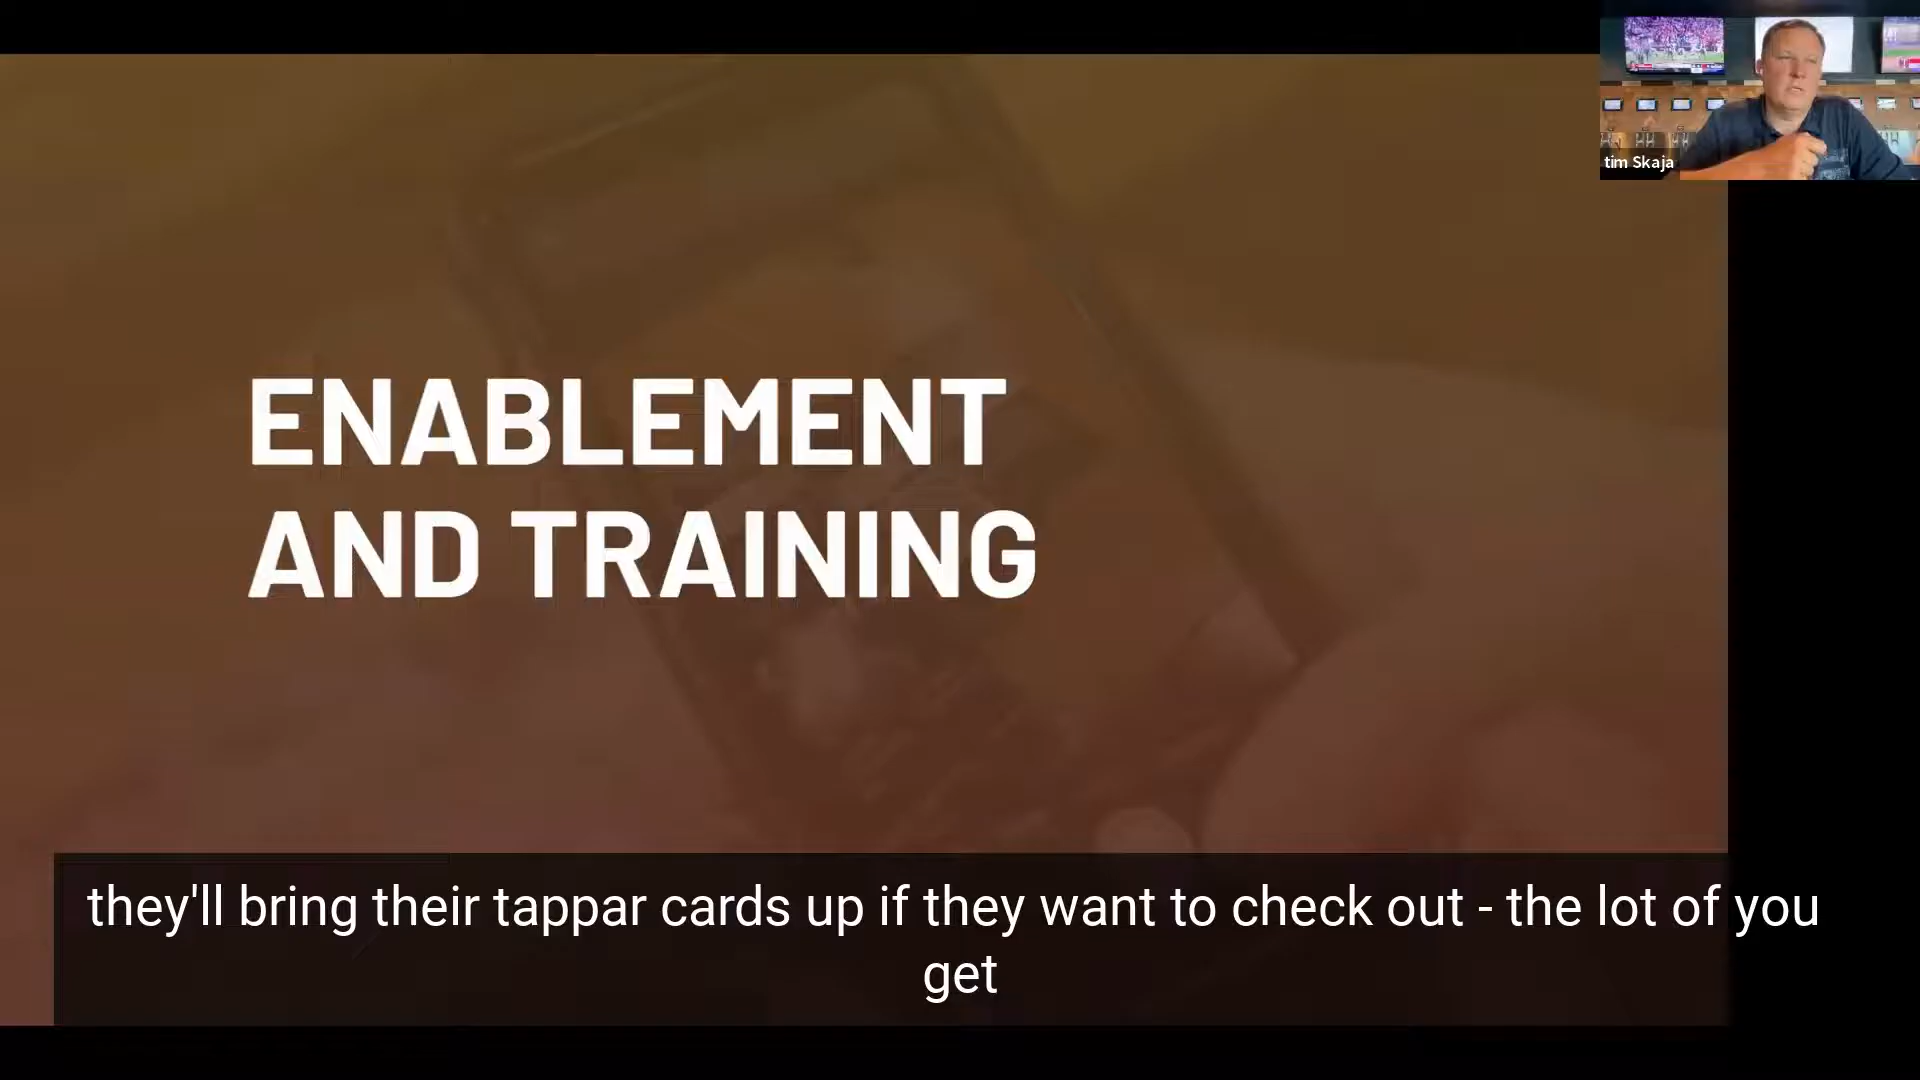 tim Skaja
ENABLEMENT
AND TRAINING
they'll bring their tappar cards up if they want to check out - the lot of you
get